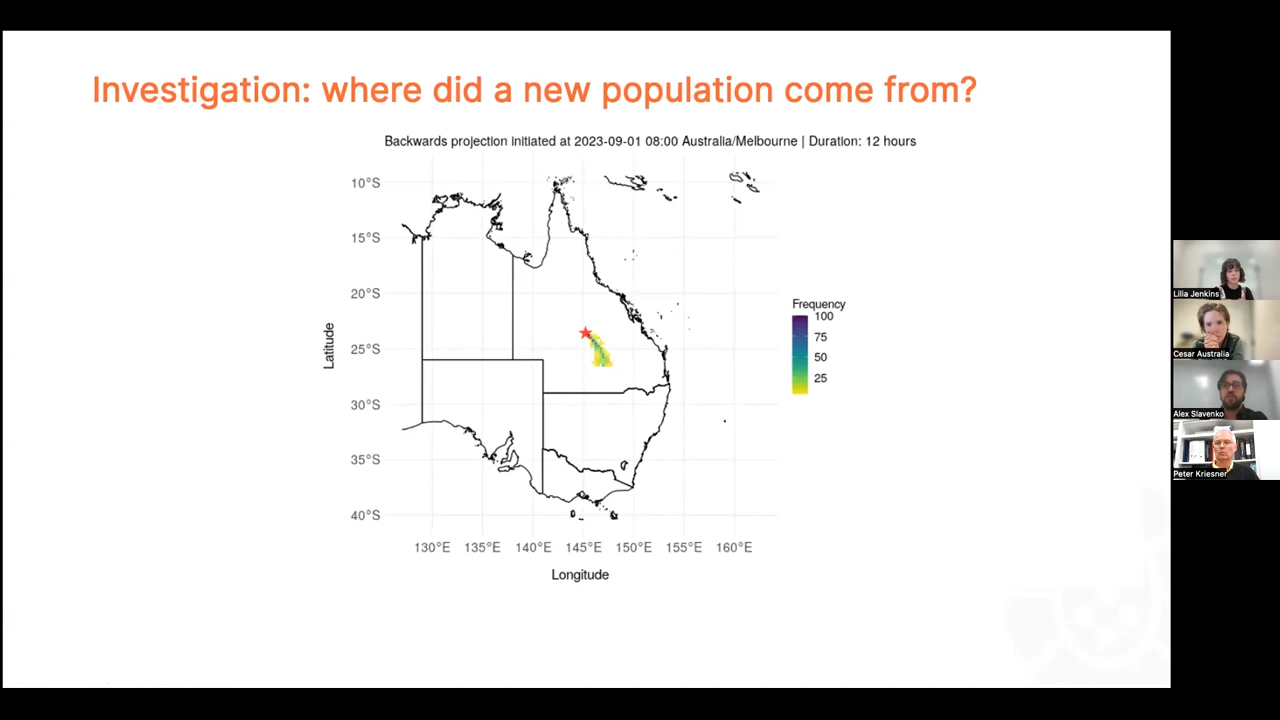 Investigation: where did a new population come from?
Backwards projection initiated at 2023-09-01 08:00 Australia/Melbourne | Duration: 12 hours
10°S
15°S
20°S
25°S
30°S
35°S
40°S
Latitude
130°E 135°E 140°E 145°E 150°E 155°E 160°E
Longitude
Frequency
100
75
50
25
Lilia Jenkins
Cesar Australia
Alex Slavenko
Peter Kriesner